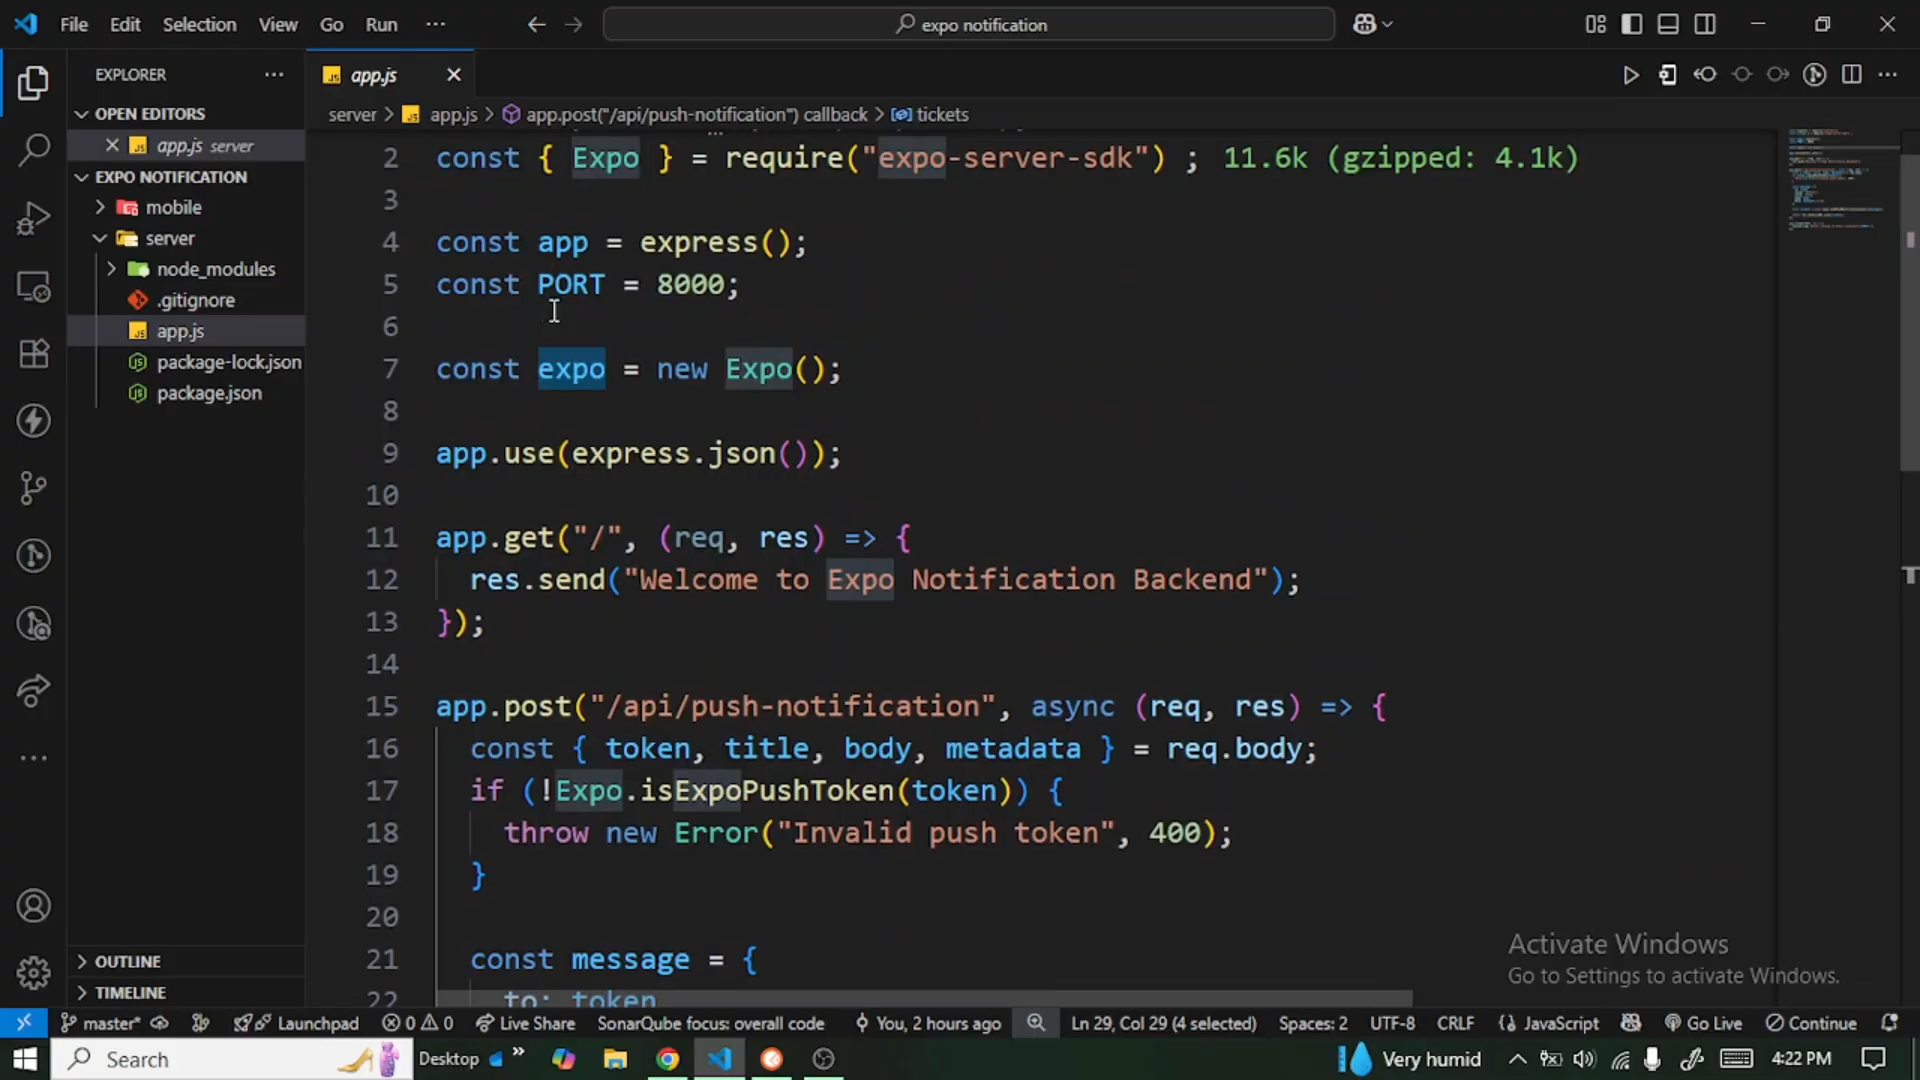 File Edit Selection View Go Run ···
expo notification
EXPLORER ···
app.js
OPEN EDITORS
server > app.js > app.post("/api/push-notification") callback > tickets
app.js server
EXPO NOTIFICATION
mobile
server
node_modules
.gitignore
app.js
package-lock.json
package.json
OUTLINE
TIMELINE
2 const { Expo } = require("expo-server-sdk") ; 11.6k (gzipped: 4.1k)
3
4 const app = express();
5 const PORT = 8000;
6
7 const expo = new Expo();
8
9 app.use(express.json());
10
11 app.get("/", (req, res) => {
12 res.send("Welcome to Expo Notification Backend");
13 });
14
15 app.post("/api/push-notification", async (req, res) => {
16 const { token, title, body, metadata } = req.body;
17 if (!Expo.isExpoPushToken(token)) {
18 throw new Error("Invalid push token", 400);
19 }
20
21 const message = {
22 to: token
Activate Windows
Go to Settings to activate Windows.
master* Launchpad 0 0 Live Share SonarQube focus: overall code You, 2 hours ago Ln 29, Col 29 (4 selected) Spaces: 2 UTF-8 CRLF JavaScript Go Live Continue
Search Desktop Very humid 4:22 PM